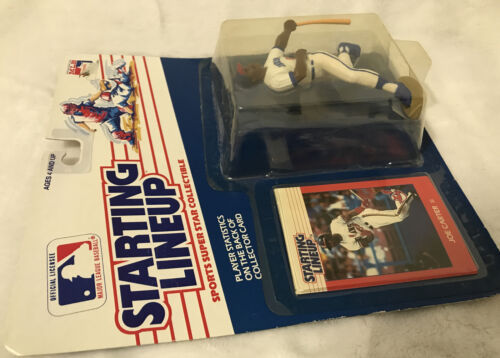 AGES 4 AND UP
OFFICIAL LICENSEE
MAJOR LEAGUE BASEBALL®
STARTING
LINEUP
SPORTS SUPER STAR COLLECTIBLE
PLAYER STATISTICS
ON THE BACK OF
COLLECTOR CARD
STARTING
LINEUP
JOE CARTER